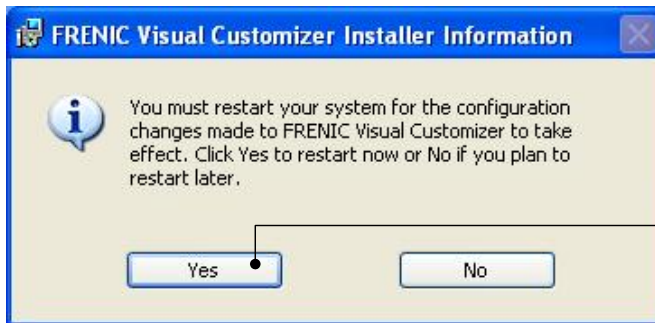 FRENIC Visual Customizer Installer Information
You must restart your system for the configuration
changes made to FRENIC Visual Customizer to take
effect. Click Yes to restart now or No if you plan to
restart later.
Yes
No